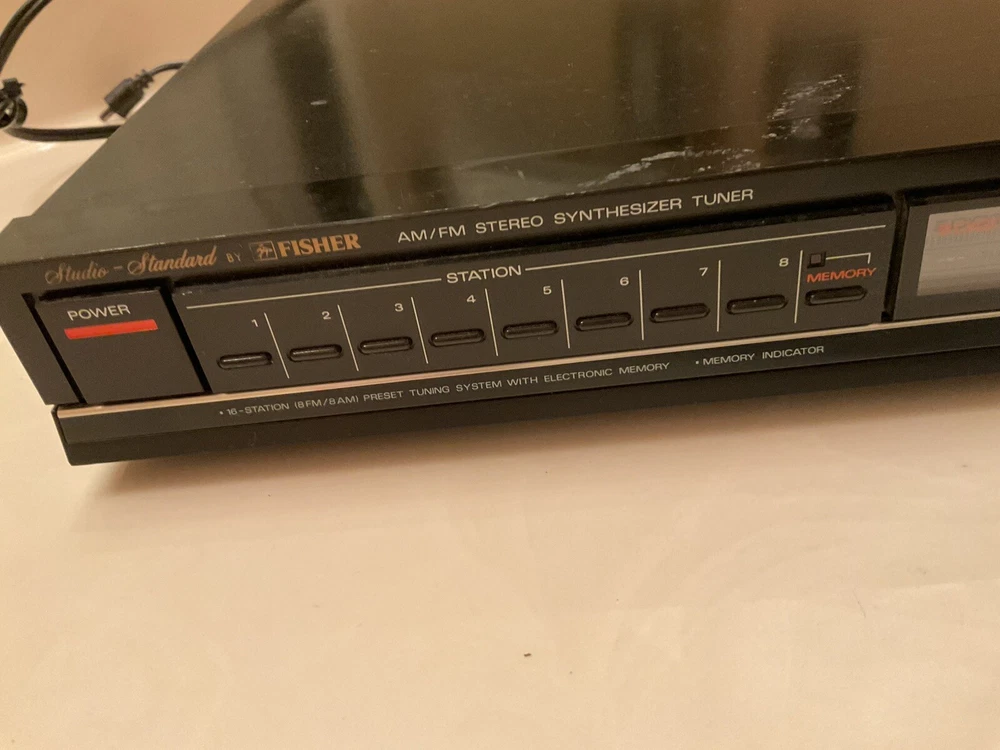 Studio-Standard BY FISHER AM/FM STEREO SYNTHESIZER TUNER
POWER
STATION
1 2 3 4 5 6 7 8
MEMORY
• 16-STATION (8FM/8AM) PRESET TUNING SYSTEM WITH ELECTRONIC MEMORY • MEMORY INDICATOR